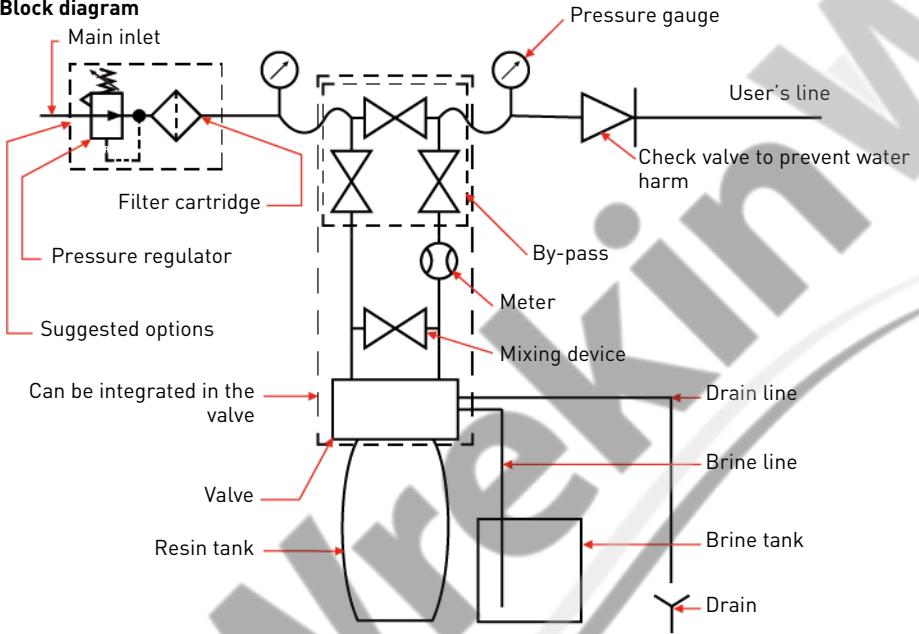 Block diagram
Main inlet
Pressure gauge
User's line
Check valve to prevent water
harm
Filter cartridge
Pressure regulator
Suggested options
By-pass
Meter
Mixing device
Can be integrated in the
valve
Drain line
Brine line
Valve
Resin tank
Brine tank
Drain
Wrekin W